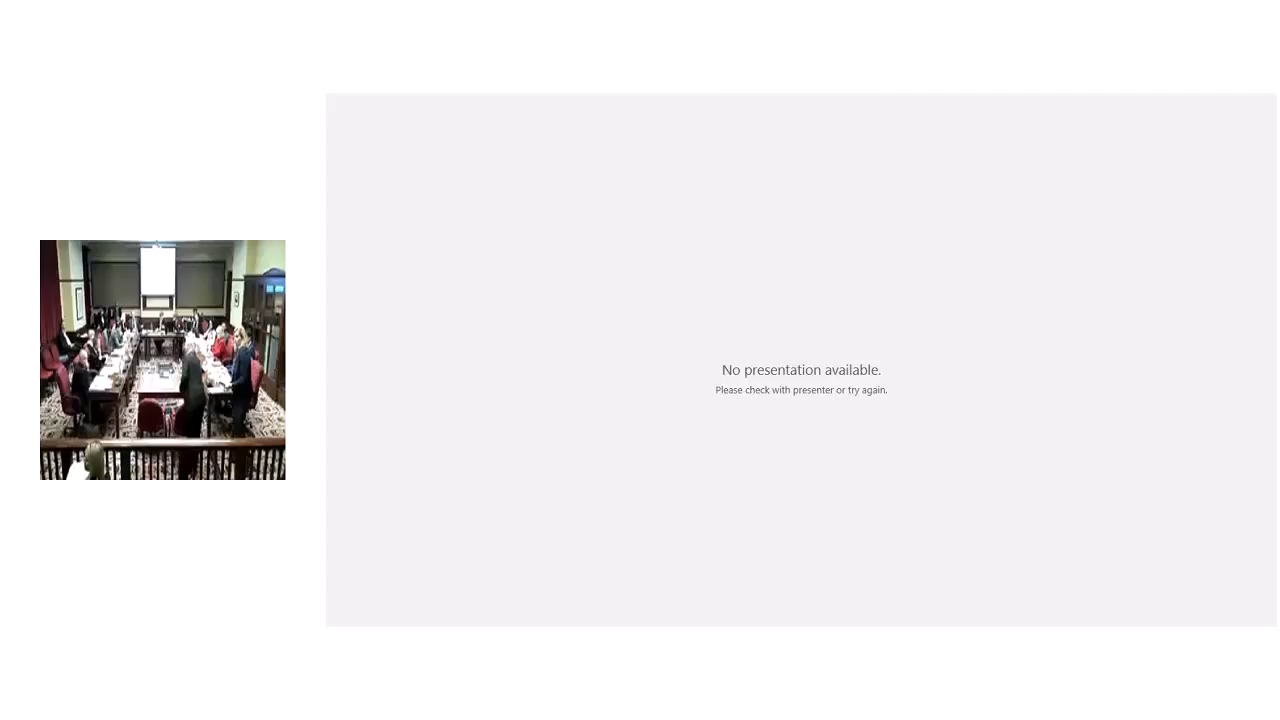 No presentation available.
Please check with presenter or try again.